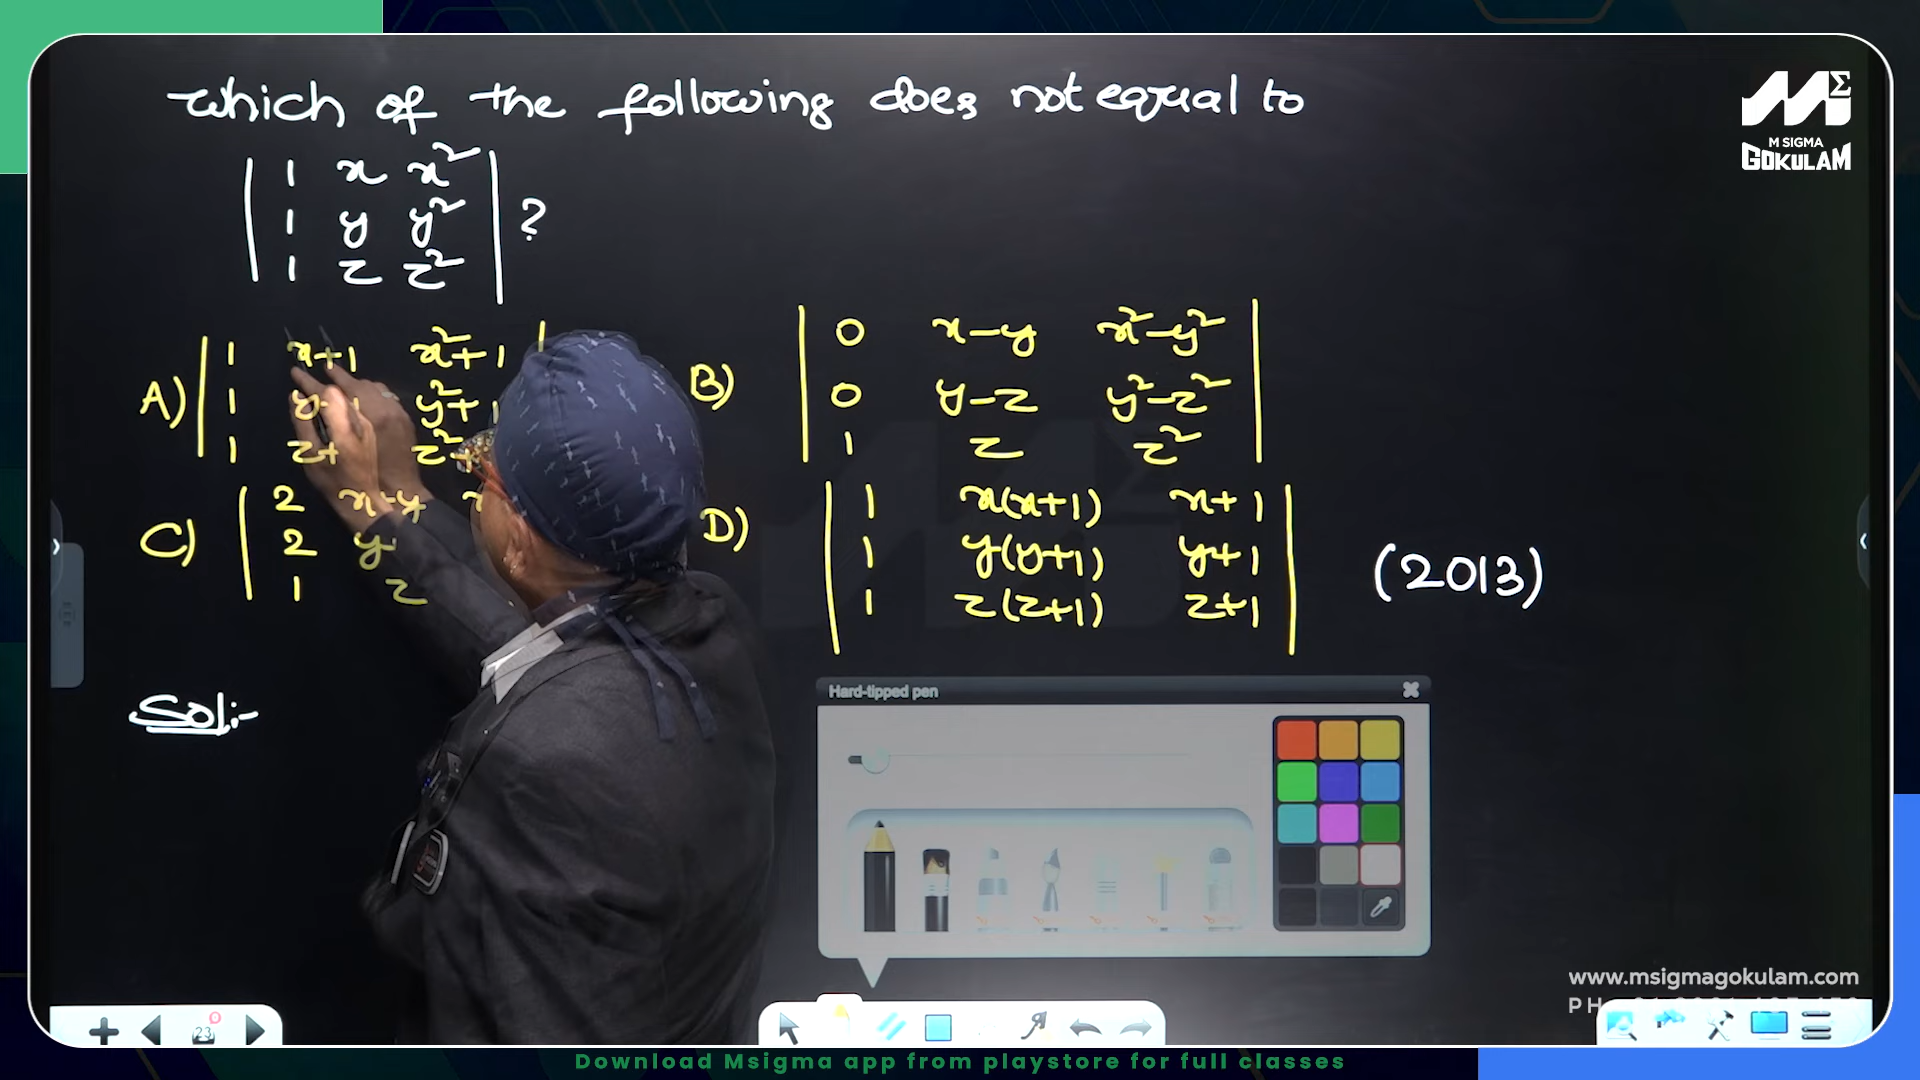 which of the following does not equal to
| 1 x x² |
| 1 y y² | ?
| 1 z z² |
A) | 1 x+1 x²+1 |
| 1 y+1 y²+1
| 1 z+ z²+
B) | 0 x-y x²-y² |
| 0 y-z y²-z² |
| 1 z z² |
C) | 2 x+y
| 2 y
| 1 z
D) | 1 x(x+1) x+1 |
| 1 y(y+1) y+1 |
| 1 z(z+1) z+1 |
(2013)
Sol:-
Hard-tipped pen
23
M SIGMA
GOKULAM
www.msigmagokulam.com
Download Msigma app from playstore for full classes